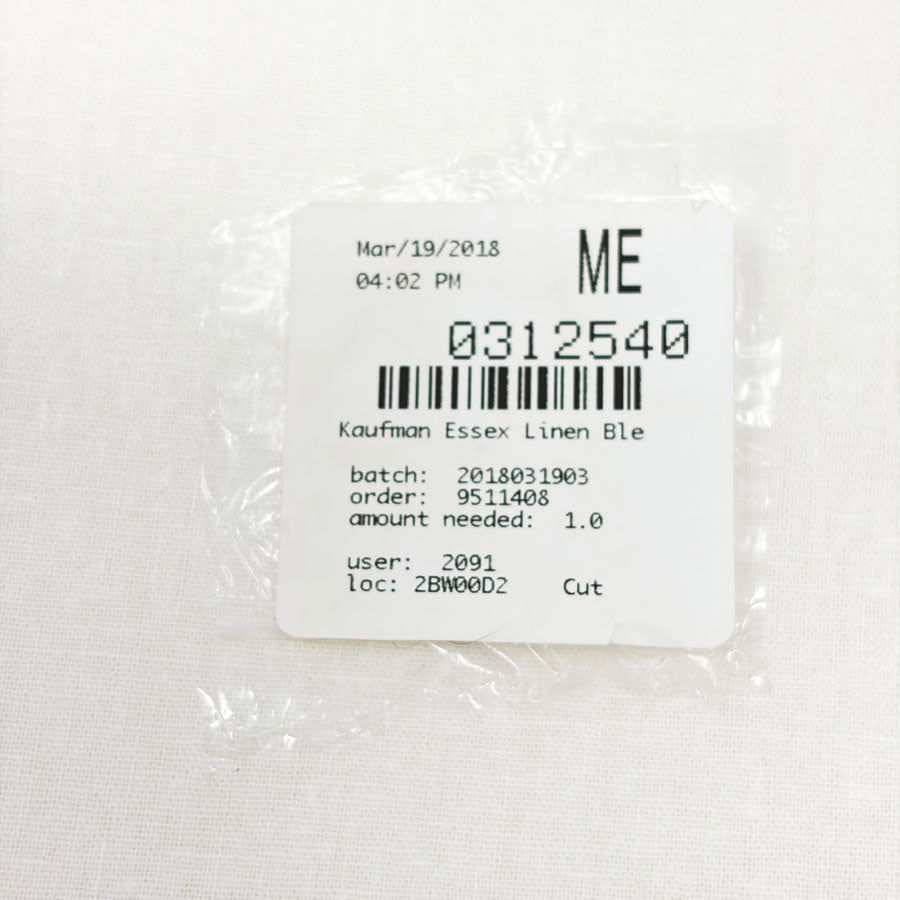 Mar/19/2018
04:02 PM
ME
0312540
Kaufman Essex Linen Ble
batch: 2018031903
order: 9511408
amount needed: 1.0
user: 2091
loc: 2BW00D2 Cut